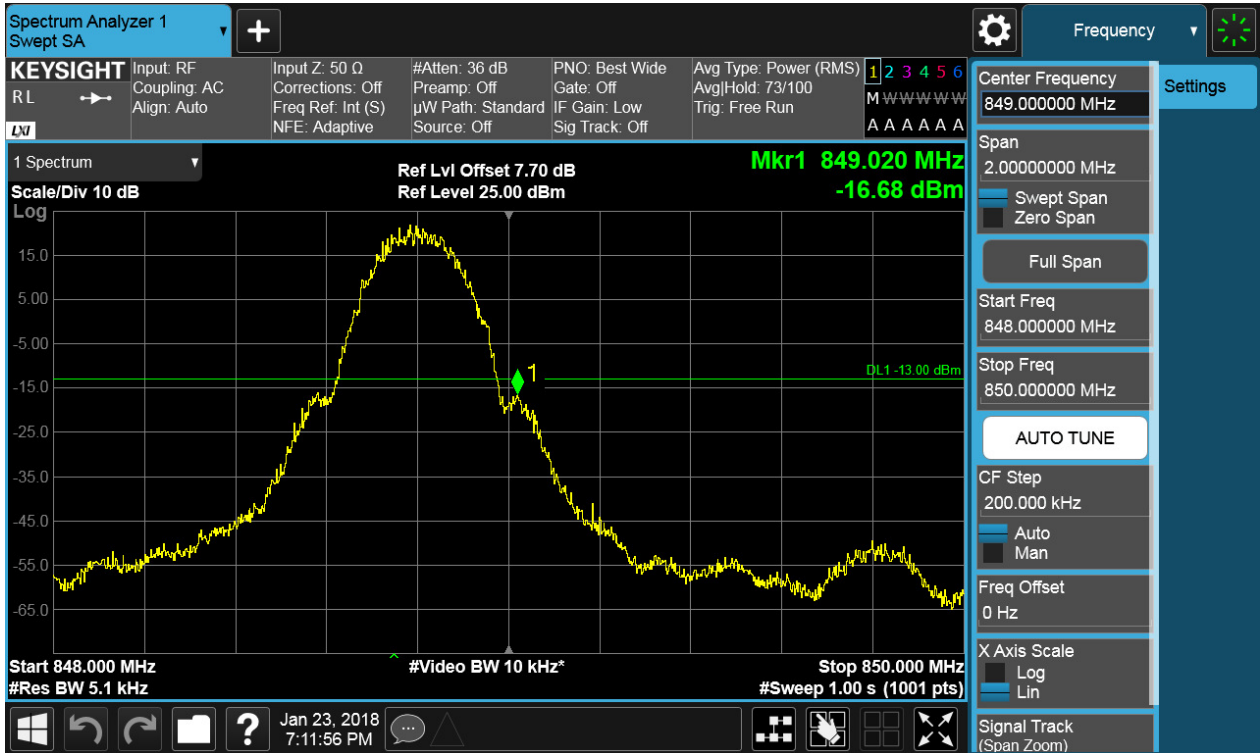 Spectrum Analyzer 1
Swept SA
+
Frequency
KEYSIGHT
RL
LXI
Input: RF
Coupling: AC
Align: Auto
Input Z: 50 Ω
Corrections: Off
Freq Ref: Int (S)
NFE: Adaptive
#Atten: 36 dB
Preamp: Off
µW Path: Standard
Source: Off
PNO: Best Wide
Gate: Off
IF Gain: Low
Sig Track: Off
Avg Type: Power (RMS)
Avg|Hold: 73/100
Trig: Free Run
1 2 3 4 5 6
M W W W W W
A A A A A A
1 Spectrum
Scale/Div 10 dB
Log
Ref Lvl Offset 7.70 dB
Ref Level 25.00 dBm
Mkr1 849.020 MHz
-16.68 dBm
15.0
5.00
-5.00
-15.0
-25.0
-35.0
-45.0
-55.0
-65.0
1
DL1 -13.00 dBm
Start 848.000 MHz
#Res BW 5.1 kHz
#Video BW 10 kHz*
Stop 850.000 MHz
#Sweep 1.00 s (1001 pts)
?
Jan 23, 2018
7:11:56 PM
Settings
Center Frequency
849.000000 MHz
Span
2.00000000 MHz
Swept Span
Zero Span
Full Span
Start Freq
848.000000 MHz
Stop Freq
850.000000 MHz
AUTO TUNE
CF Step
200.000 kHz
Auto
Man
Freq Offset
0 Hz
X Axis Scale
Log
Lin
Signal Track
(Span Zoom)